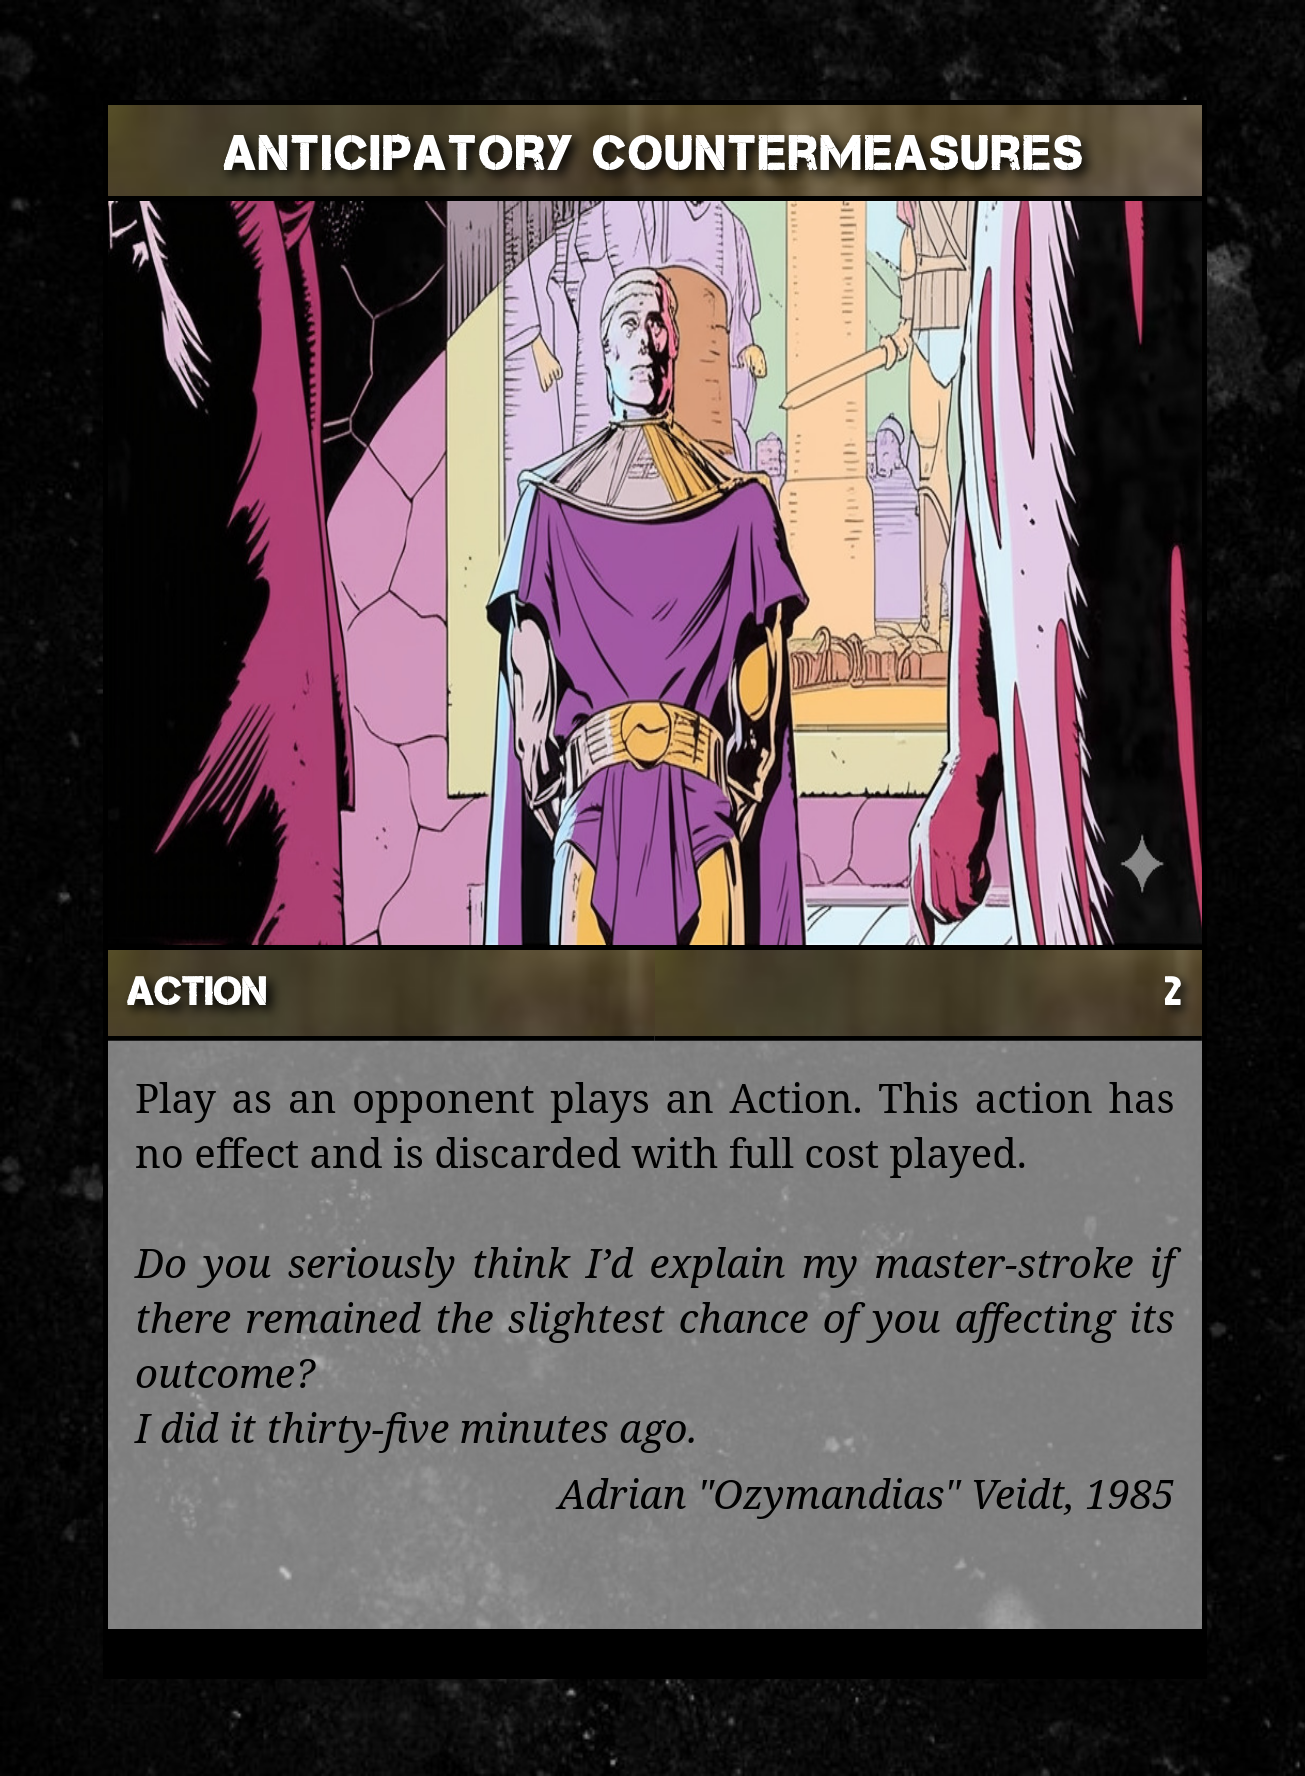 ANTICIPATORY COUNTERMEASURES
ACTION
2
Play as an opponent plays an Action. This action has
no effect and is discarded with full cost played.
Do you seriously think I’d explain my master-stroke if
there remained the slightest chance of you affecting its
outcome?
I did it thirty-five minutes ago.
Adrian "Ozymandias" Veidt, 1985